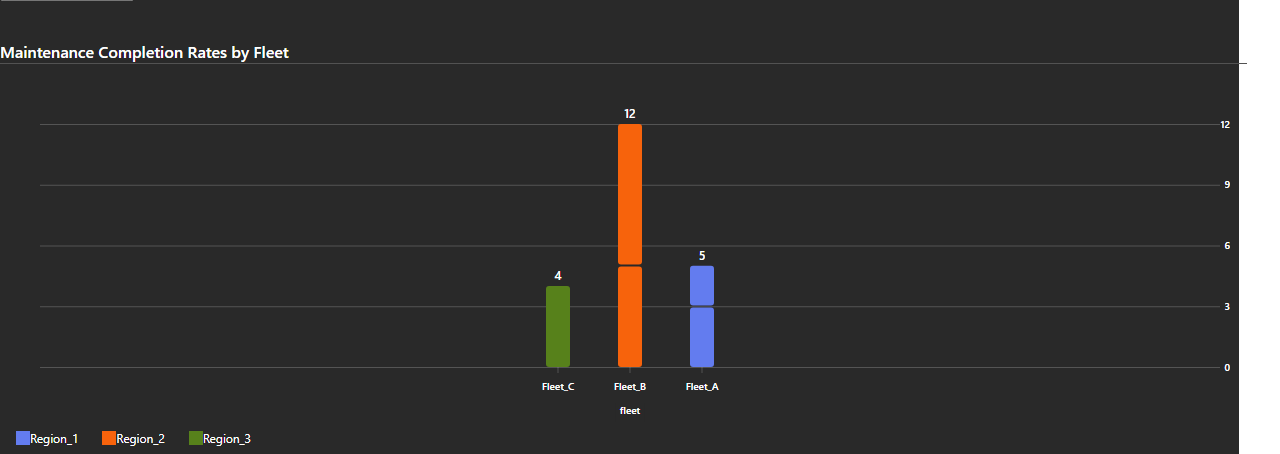 Maintenance Completion Rates by Fleet
12
12
9
6
5
4
3
0
Fleet_C Fleet_B Fleet_A
fleet
Region_1 Region_2 Region_3